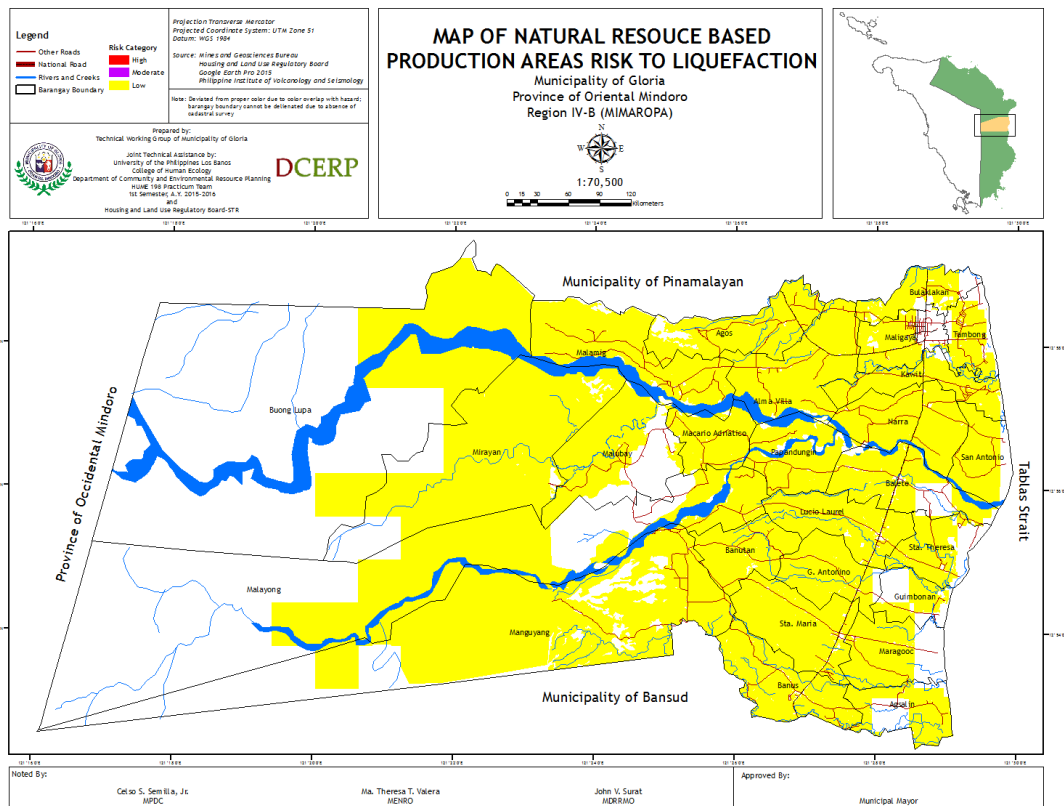 Legend
Other Roads
National Road
Rivers and Creeks
Barangay Boundary
Risk Category
High
Moderate
Low
Projection Transverse Mercator
Projected Coordinate System: UTM Zone 51
Datum: WGS 1984
Source: Mines and Geosciences Bureau
Housing and Land Use Regulatory Board
Google Earth Pro 2015
Philippine Institute of Volcanology and Seismology
Note: Deviated from proper color due to color overlap with hazard;
barangay boundary cannot be delineated due to absence of
cadastral survey
Prepared by:
Technical Working Group of Municipality of Gloria
Joint Technical Assistance by:
University of the Philippines Los Banos
College of Human Ecology
Department of Community and Environmental Resource Planning
HUME 198 Practicum Team
1st Semester, A.Y. 2015-2016
and
Housing and Land Use Regulatory Board-STR
DCERP
MAP OF NATURAL RESOUCE BASED
PRODUCTION AREAS RISK TO LIQUEFACTION
Municipality of Gloria
Province of Oriental Mindoro
Region IV-B (MIMAROPA)
N
W E
S
1:70,500
0 15 30 60 90 120
Kilometers
Municipality of Pinamalayan
Bulaklakan
Agos
Maligaya
Tambong
Malamig
Kawit
Buong Lupa
Alma Villa
Narra
Macario Adriatico
Mirayan
Malubay
Papandungin
San Antonio
Balete
Lucio Laurel
Banutan
Sta. Theresa
G. Antonino
Malayong
Guimbonan
Manguyang
Sta. Maria
Maragooc
Banus
Agsalin
Province of Occidental Mindoro
Tablas Strait
Municipality of Bansud
Noted By:
Celso S. Semilla, Jr.
MPDC
Ma. Theresa T. Valera
MENRO
John V. Surat
MDRRMO
Approved By:
Municipal Mayor